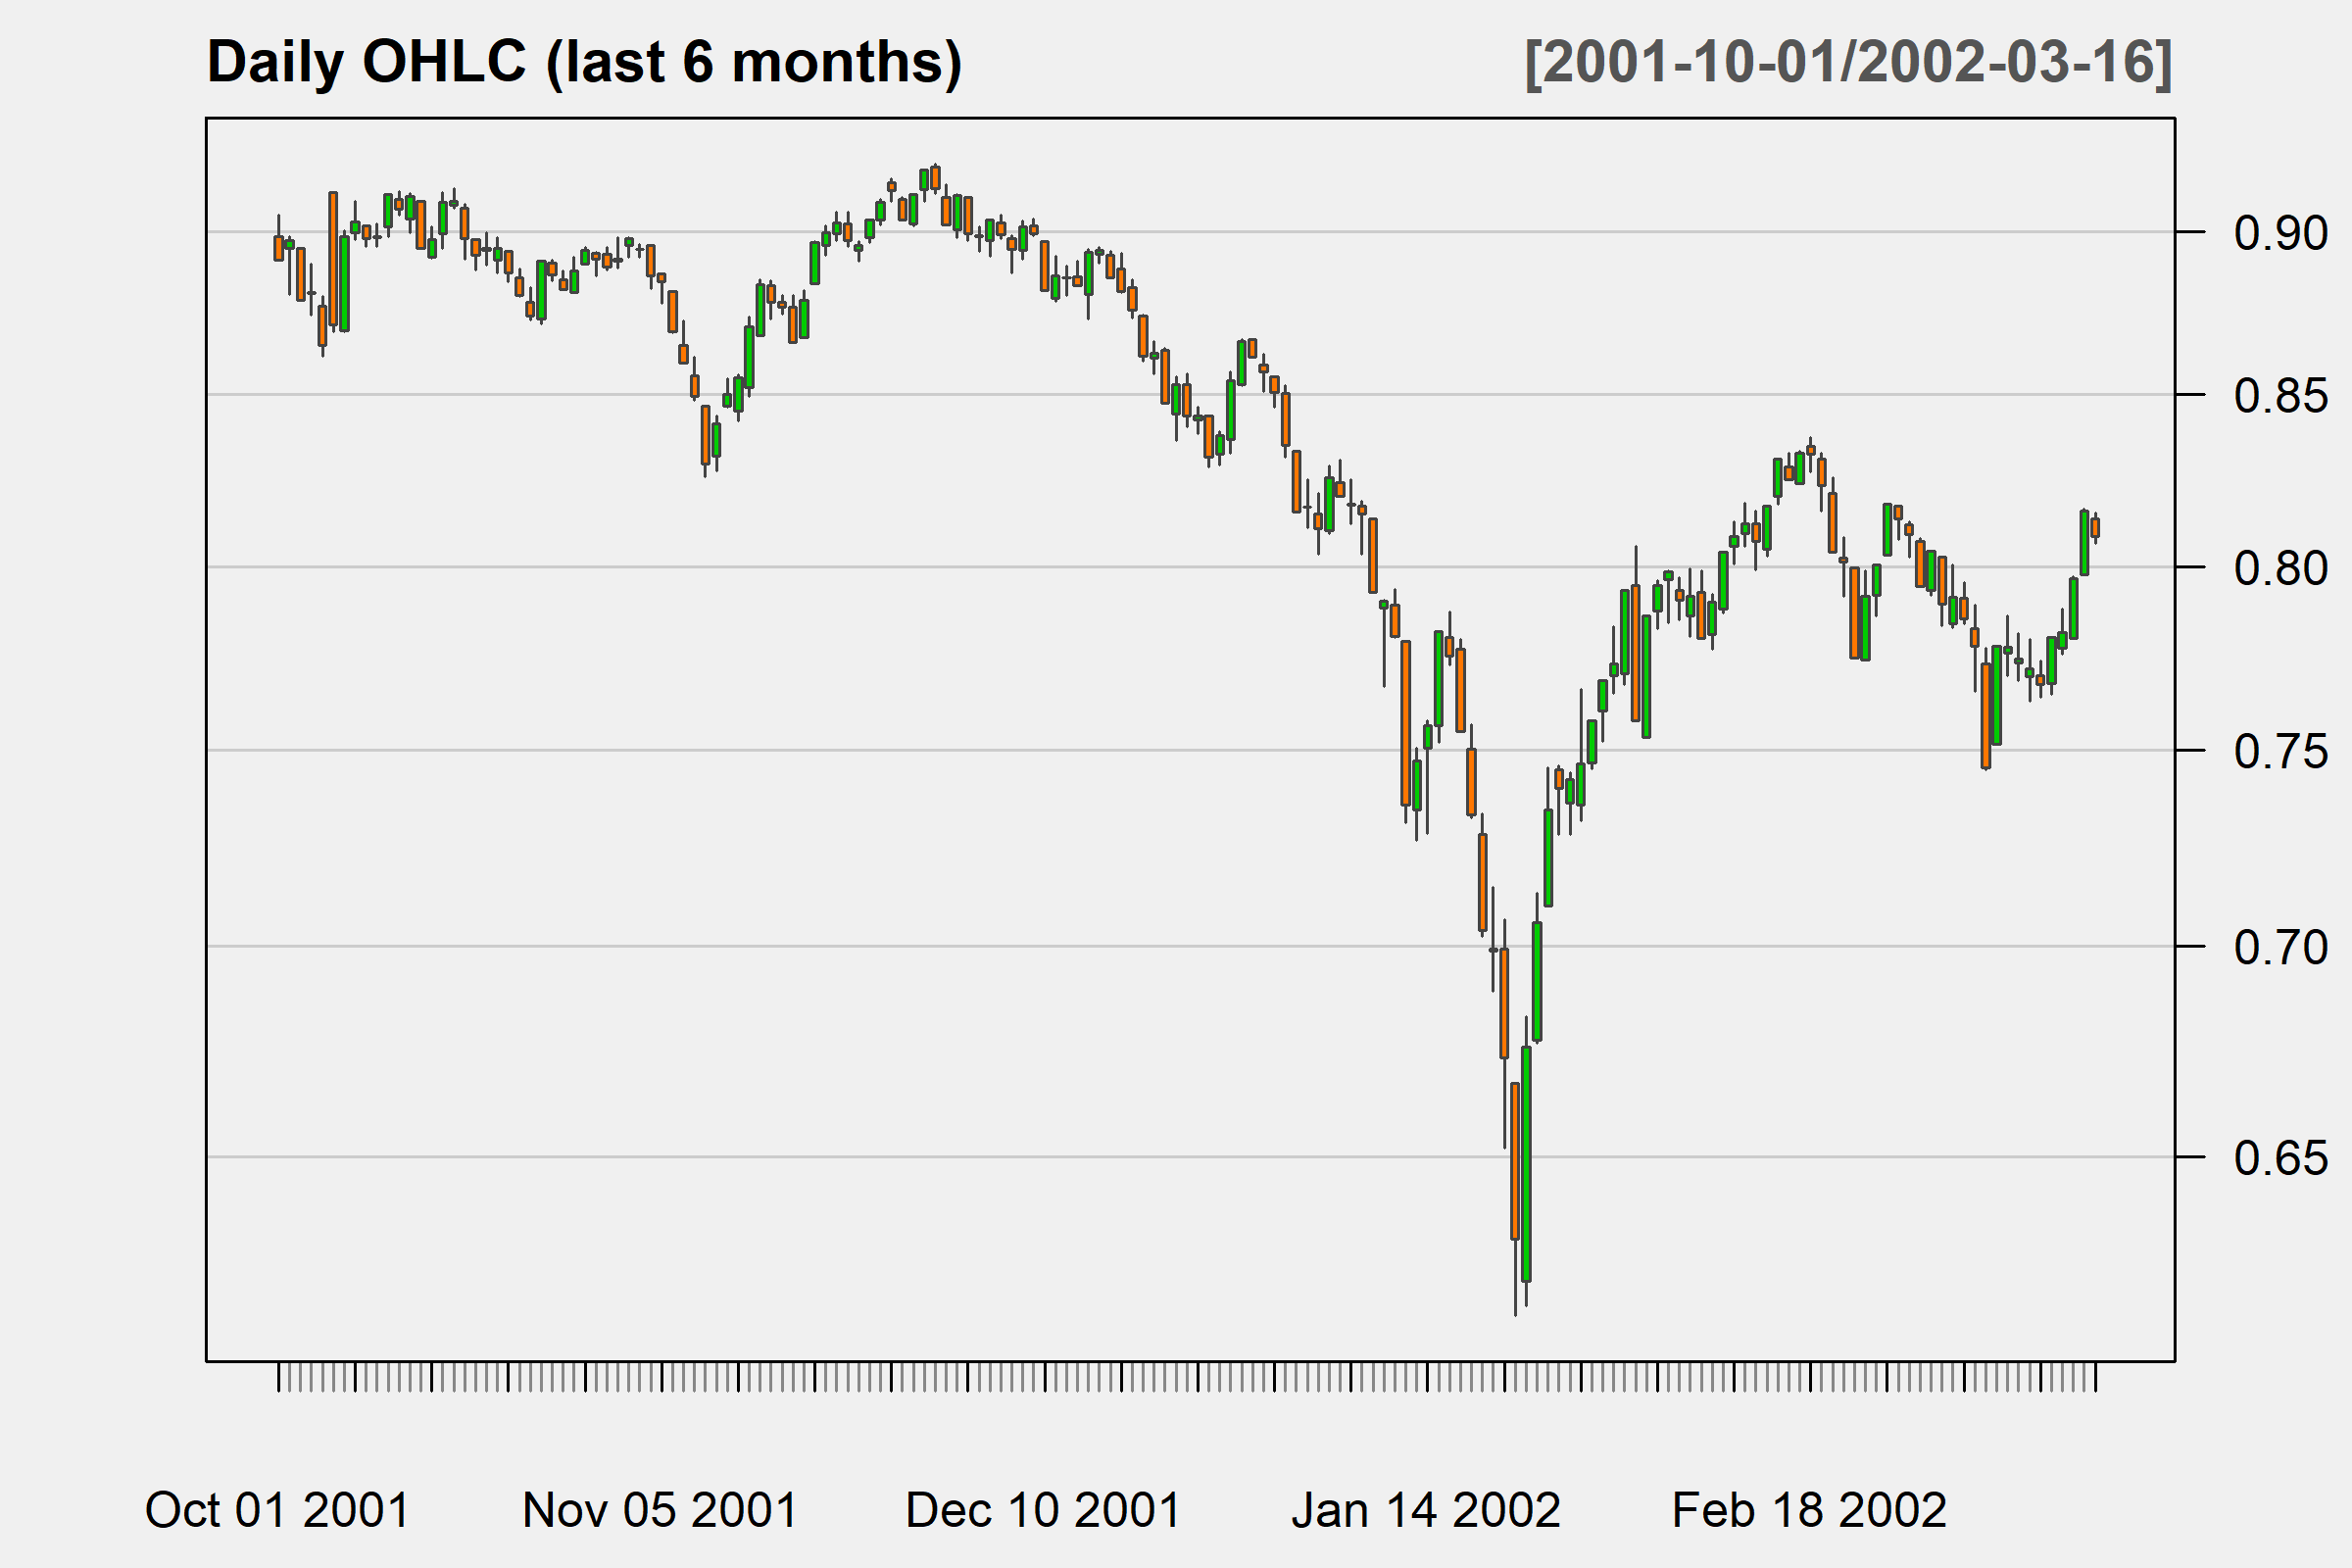 Daily OHLC (last 6 months)
[2001-10-01/2002-03-16]
0.90
0.85
0.80
0.75
0.70
0.65
Oct 01 2001
Nov 05 2001
Dec 10 2001
Jan 14 2002
Feb 18 2002